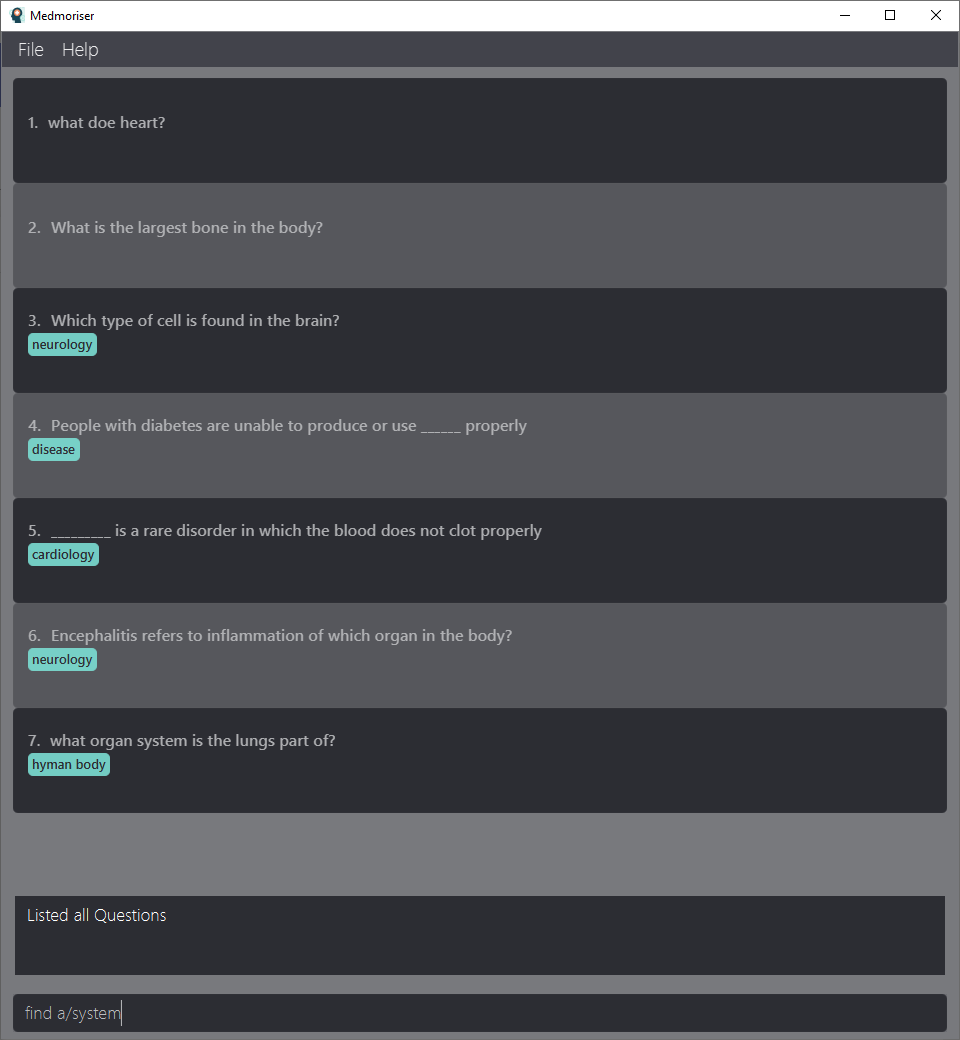 Medmoriser
File Help
1. what doe heart?
2. What is the largest bone in the body?
3. Which type of cell is found in the brain?
neurology
4. People with diabetes are unable to produce or use ______ properly
disease
5. _________ is a rare disorder in which the blood does not clot properly
cardiology
6. Encephalitis refers to inflammation of which organ in the body?
neurology
7. what organ system is the lungs part of?
hyman body
Listed all Questions
find a/system